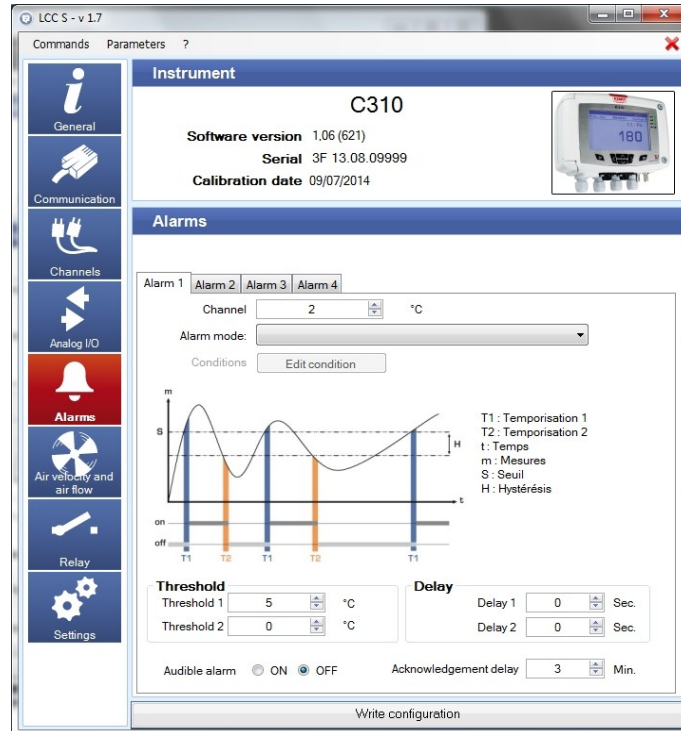 LCC S - v 1.7
Commands Parameters ?
General
Communication
Channels
Analog I/O
Alarms
Air velocity and
air flow
Relay
Settings
Instrument
C310
Software version 1,06 (621)
Serial 3F 13.08.09999
Calibration date 09/07/2014
180
Alarms
Alarm 1 Alarm 2 Alarm 3 Alarm 4
Channel 2 °C
Alarm mode:
Conditions Edit condition
m
S
H
t
on
off
T1 T2 T1 T2 T1
T1 : Temporisation 1
T2 : Temporisation 2
t : Temps
m : Mesures
S : Seuil
H : Hystérésis
Threshold
Threshold 1 5 °C
Threshold 2 0 °C
Delay
Delay 1 0 Sec.
Delay 2 0 Sec.
Audible alarm ON OFF
Acknowledgement delay 3 Min.
Write configuration